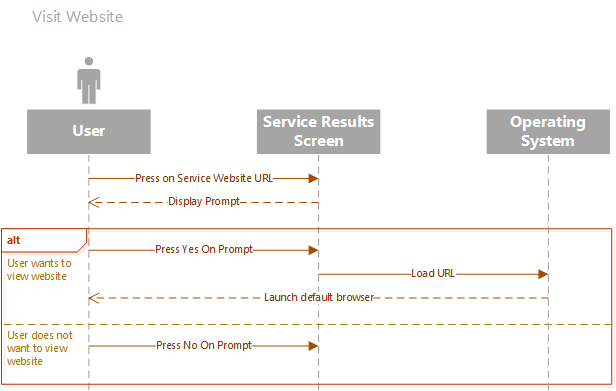 Visit Website
User
Service Results
Screen
Operating
System
Press on Service Website URL
Display Prompt
alt
User wants to
view website
Press Yes On Prompt
Load URL
Launch default browser
User does not
want to view
website
Press No On Prompt